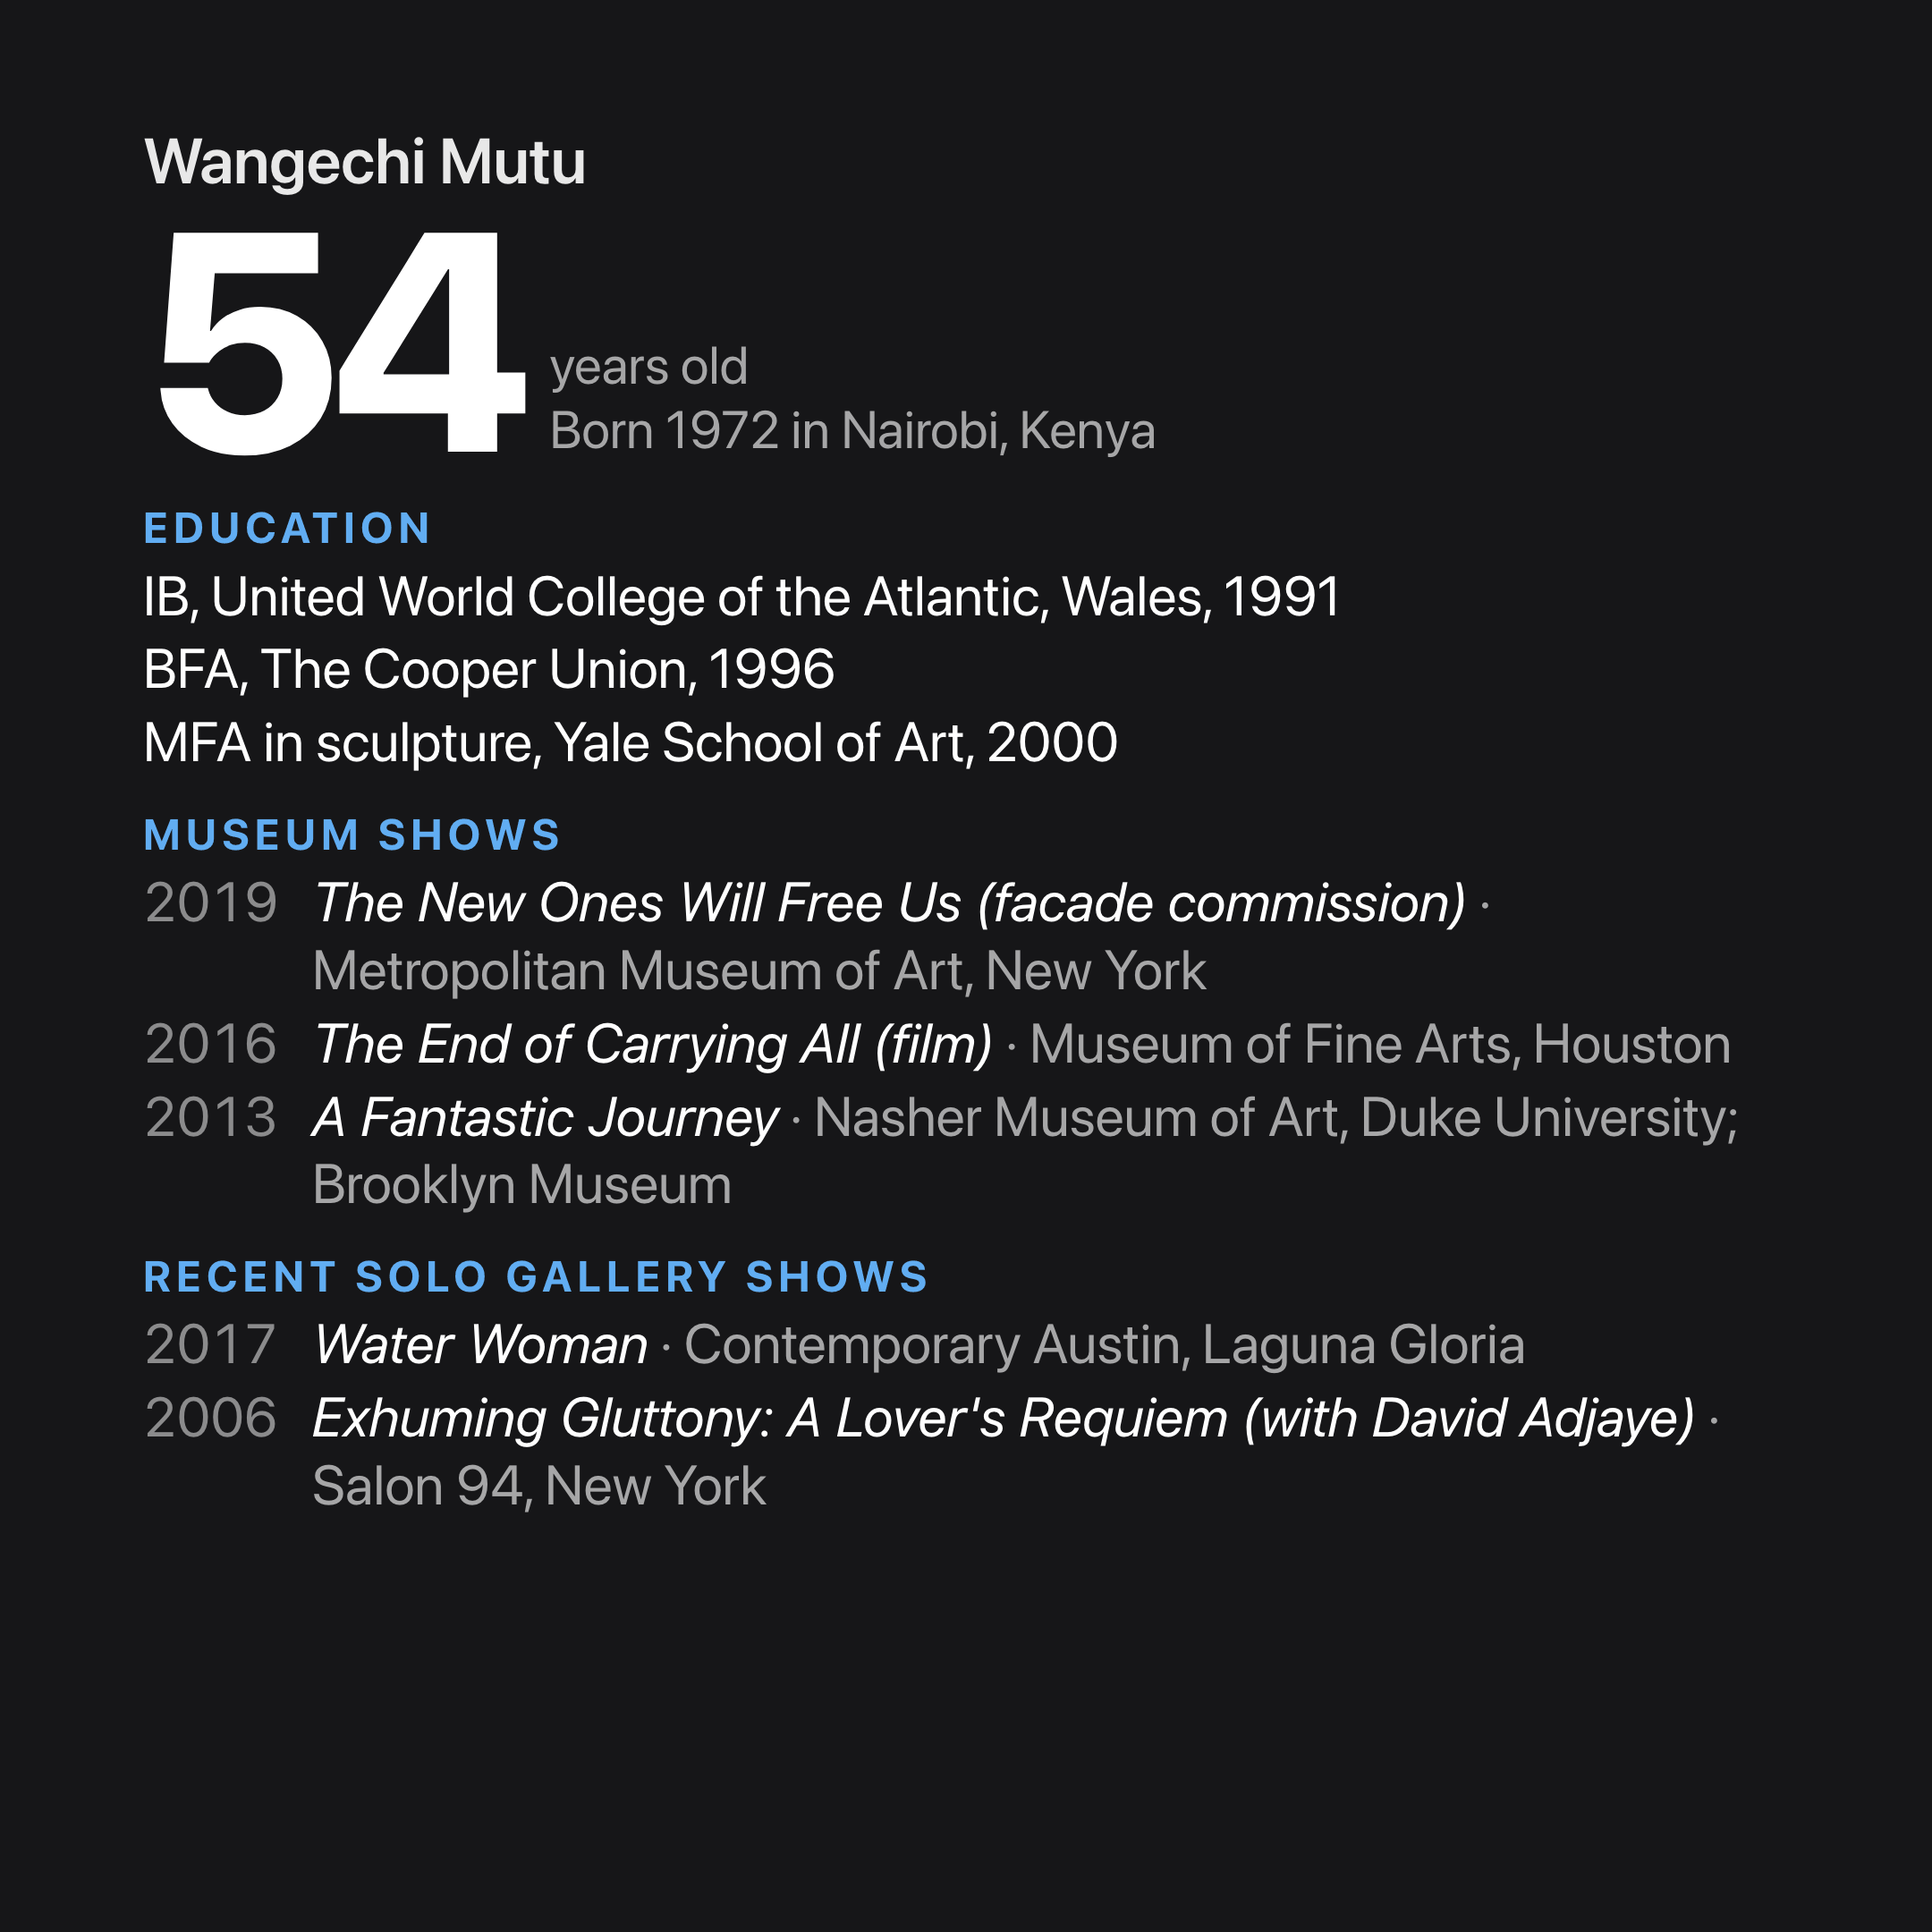 Wangechi Mutu
54 years old
Born 1972 in Nairobi, Kenya
EDUCATION
IB, United World College of the Atlantic, Wales, 1991
BFA, The Cooper Union, 1996
MFA in sculpture, Yale School of Art, 2000
MUSEUM SHOWS
2019 The New Ones Will Free Us (facade commission) ·
Metropolitan Museum of Art, New York
2016 The End of Carrying All (film) · Museum of Fine Arts, Houston
2013 A Fantastic Journey · Nasher Museum of Art, Duke University;
Brooklyn Museum
RECENT SOLO GALLERY SHOWS
2017 Water Woman · Contemporary Austin, Laguna Gloria
2006 Exhuming Gluttony: A Lover's Requiem (with David Adjaye) ·
Salon 94, New York